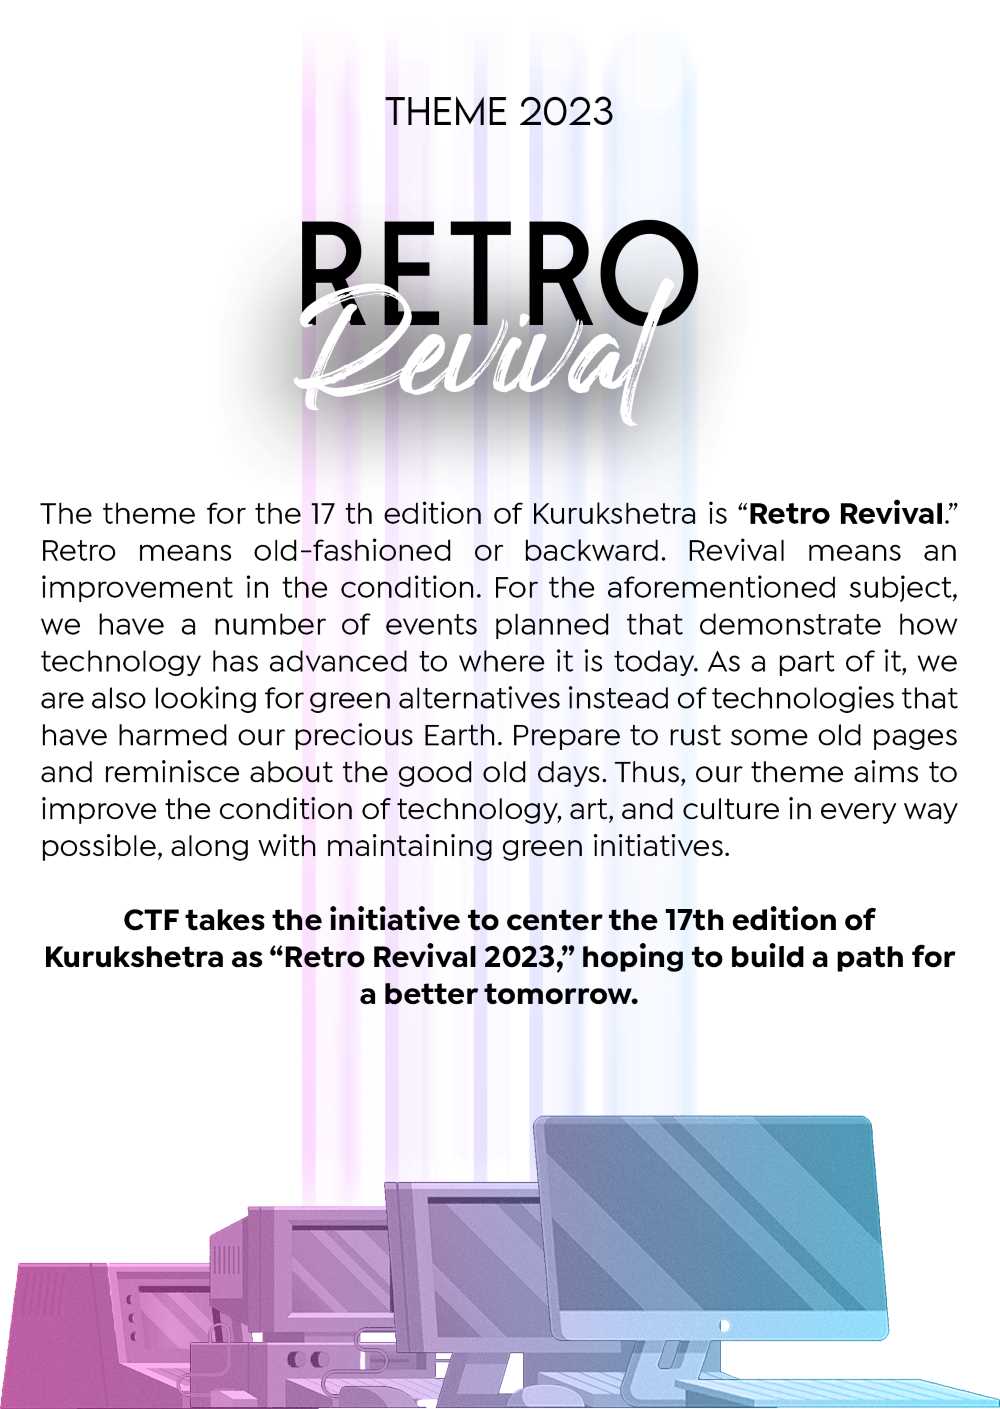 THEME 2023
RETRO
Revival
The theme for the 17 th edition of Kurukshetra is “Retro Revival.”
Retro means old-fashioned or backward. Revival means an
improvement in the condition. For the aforementioned subject,
we have a number of events planned that demonstrate how
technology has advanced to where it is today. As a part of it, we
are also looking for green alternatives instead of technologies that
have harmed our precious Earth. Prepare to rust some old pages
and reminisce about the good old days. Thus, our theme aims to
improve the condition of technology, art, and culture in every way
possible, along with maintaining green initiatives.
CTF takes the initiative to center the 17th edition of
Kurukshetra as “Retro Revival 2023,” hoping to build a path for
a better tomorrow.